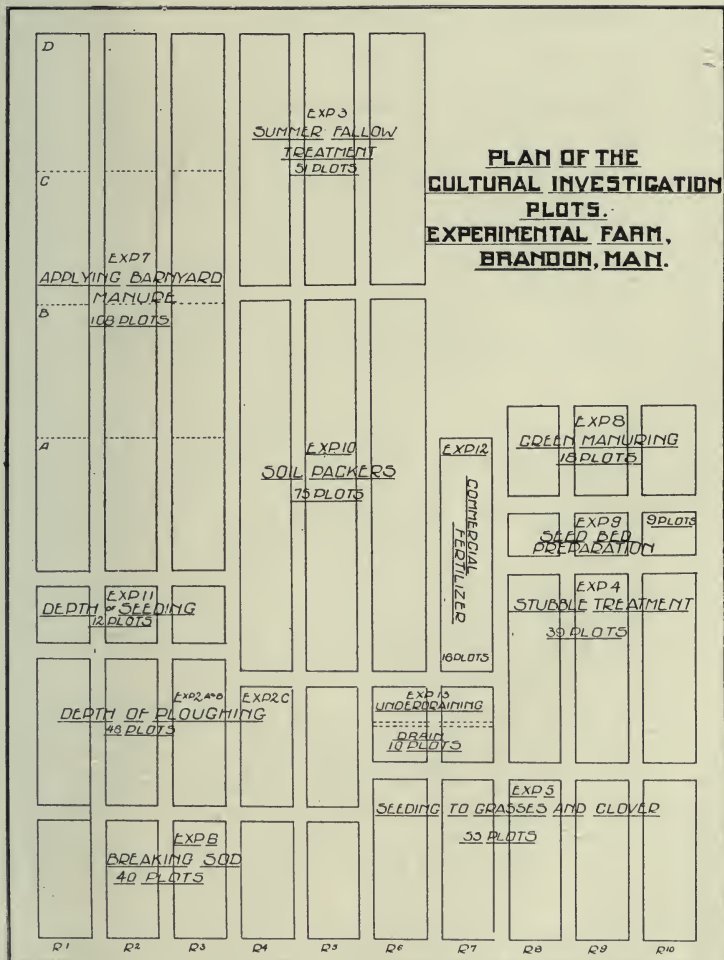 PLAN OF THE
CULTURAL INVESTIGATION
PLOTS.
EXPERIMENTAL FARM,
BRANDON, MAN.
D
C
B
A
EXP 3
SUMMER FALLOW
TREATMENT
51 PLOTS
EXP 7
APPLYING BARNYARD
MANURE
108 PLOTS
EXP 10
SOIL PACKERS
75 PLOTS
EXP 12
COMMERCIAL
FERTILIZER
16 PLOTS
EXP 8
GREEN MANURING
18 PLOTS
EXP 9
9 PLOTS
SEED BED
PREPARATION
EXP 4
STUBBLE TREATMENT
39 PLOTS
EXP 11
DEPTH OF SEEDING
12 PLOTS
EXP 2 A&B
EXP 2 C
DEPTH OF PLOUGHING
48 PLOTS
EXP 13
UNDERDRAINING
DRAIN
10 PLOTS
EXP 5
SEEDING TO GRASSES AND CLOVER
55 PLOTS
EXP 6
BREAKING SOD
40 PLOTS
R1 R2 R3 R4 R5 R6 R7 R8 R9 R10